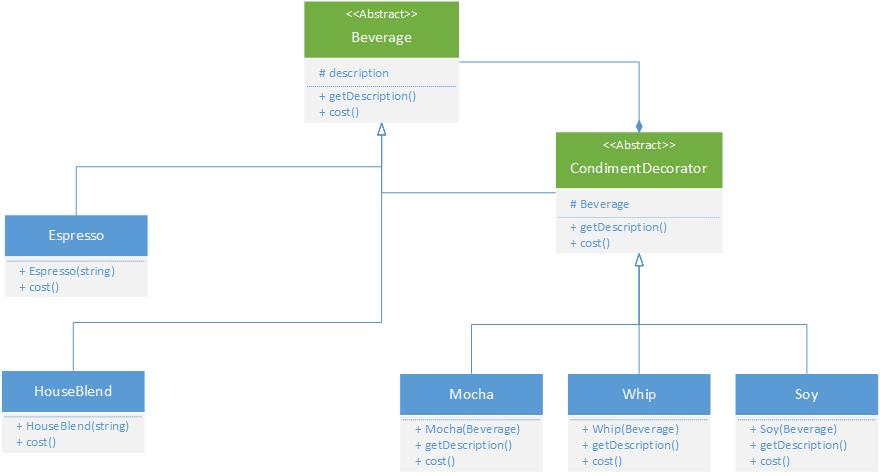 <<Abstract>>
Beverage
# description
+ getDescription()
+ cost()
<<Abstract>>
CondimentDecorator
# Beverage
+ getDescription()
+ cost()
Espresso
+ Espresso(string)
+ cost()
HouseBlend
+ HouseBlend(string)
+ cost()
Mocha
+ Mocha(Beverage)
+ getDescription()
+ cost()
Whip
+ Whip(Beverage)
+ getDescription()
+ cost()
Soy
+ Soy(Beverage)
+ getDescription()
+ cost()